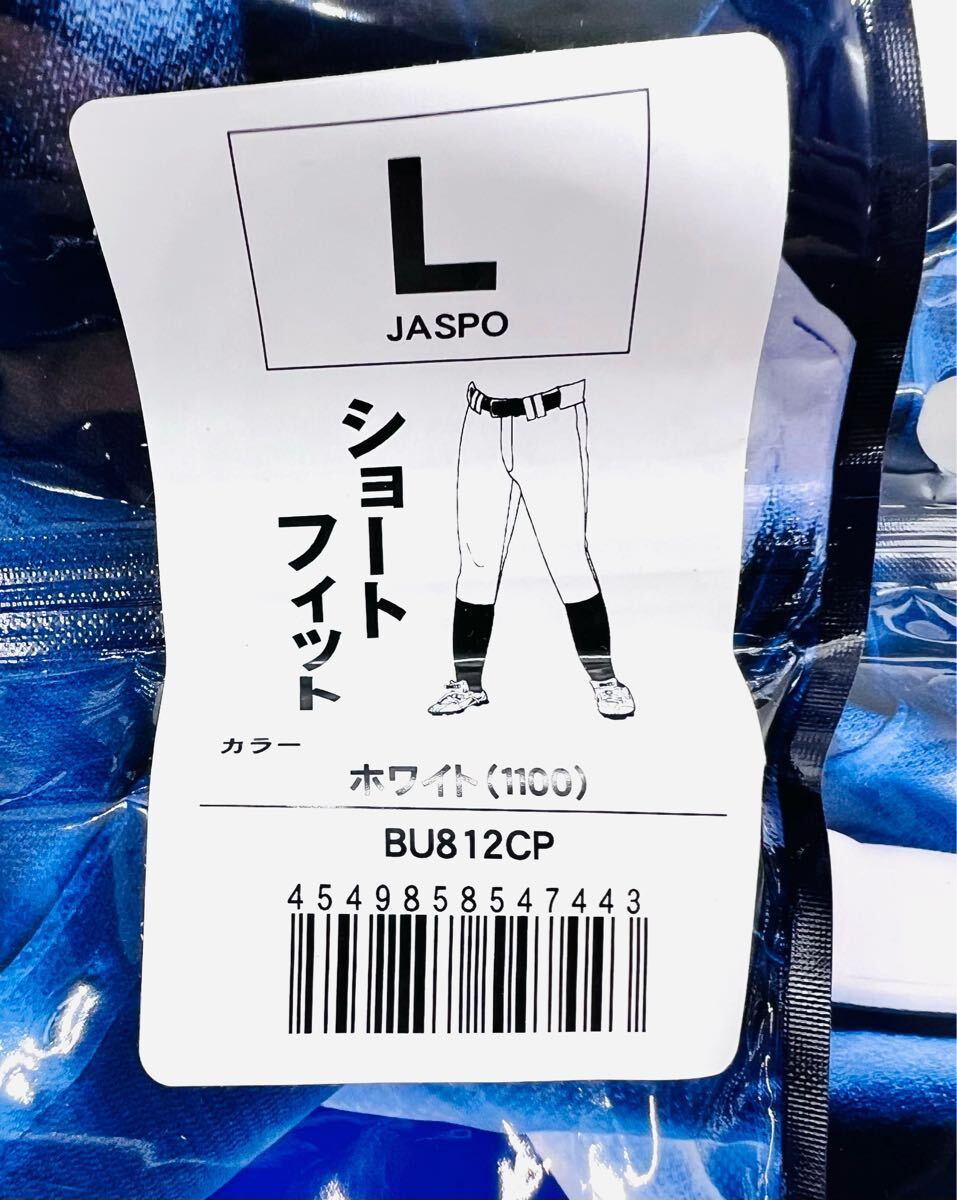 L
JASPO
ショート
フィット
カラー
ホワイト(1100)
BU812CP
4549858547443